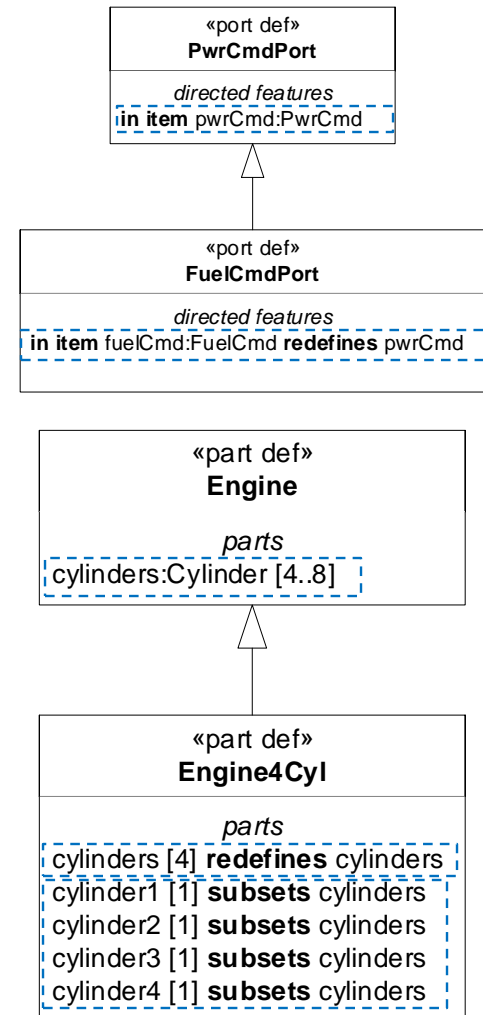 «port def»
PwrCmdPort
directed features
in item pwrCmd:PwrCmd
«port def»
FuelCmdPort
directed features
in item fuelCmd:FuelCmd redefines pwrCmd
«part def»
Engine
parts
cylinders:Cylinder [4..8]
«part def»
Engine4Cyl
parts
cylinders [4] redefines cylinders
cylinder1 [1] subsets cylinders
cylinder2 [1] subsets cylinders
cylinder3 [1] subsets cylinders
cylinder4 [1] subsets cylinders